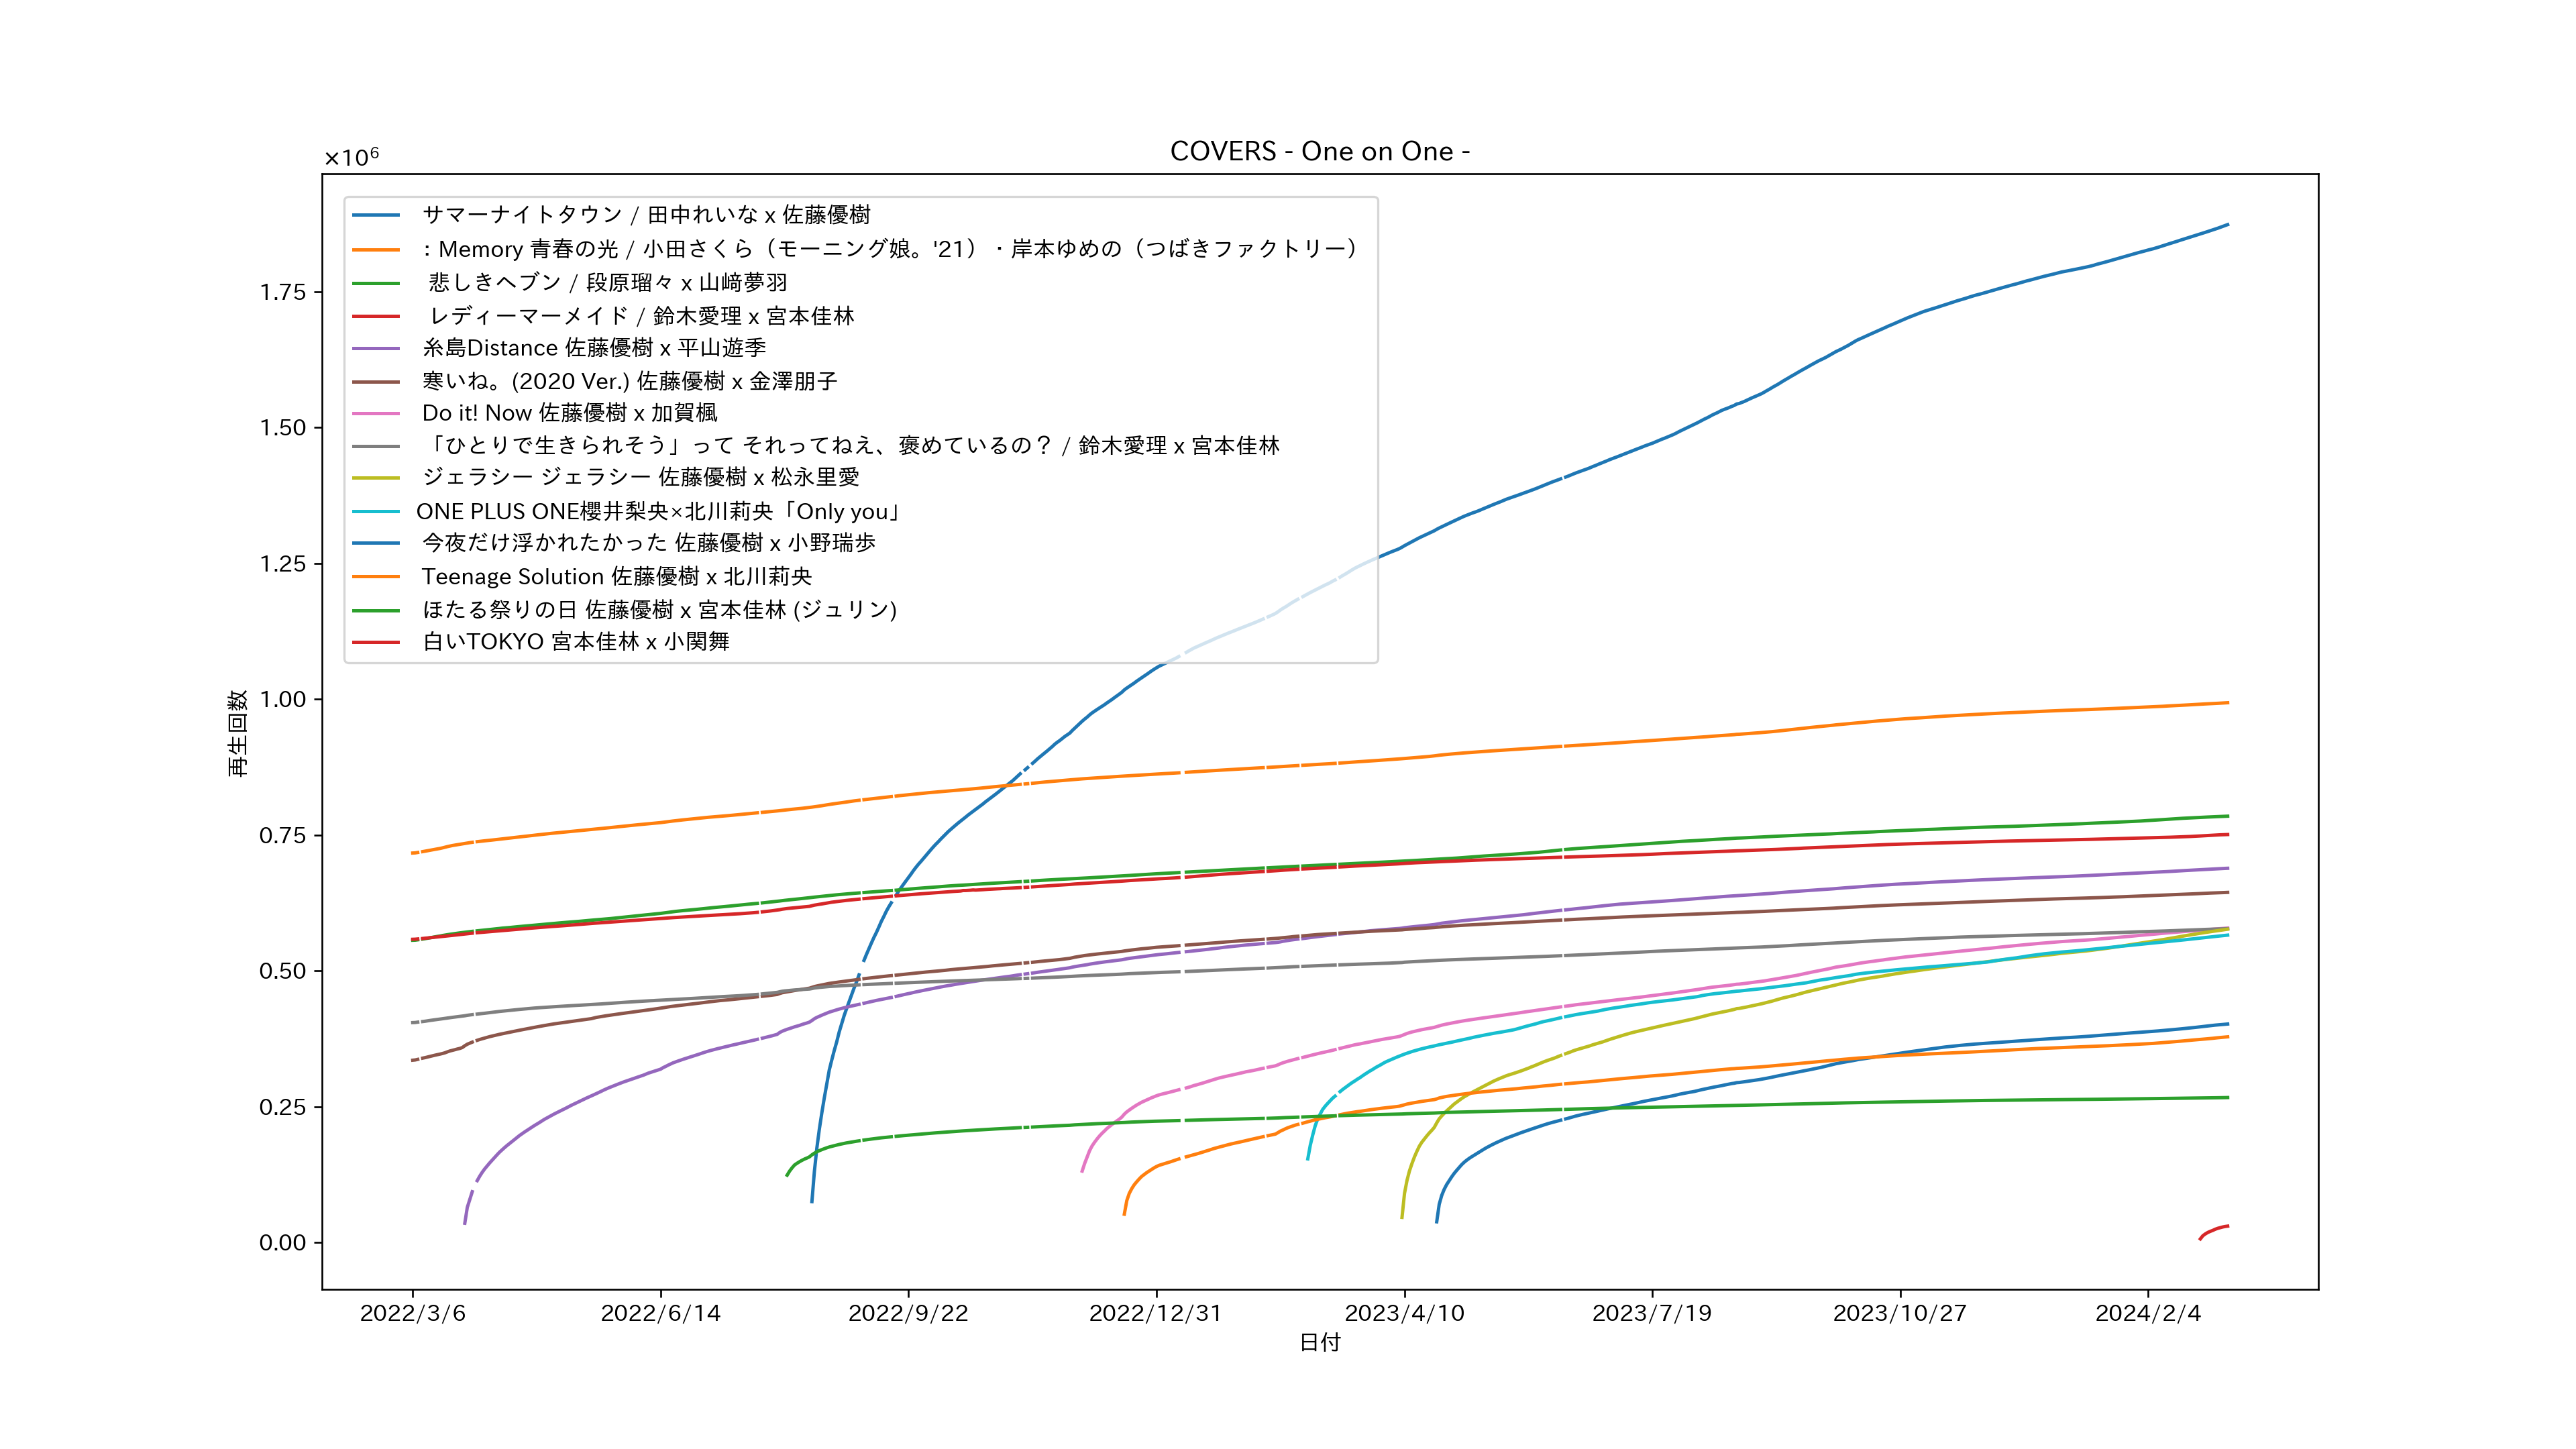 COVERS - One on One -
×10⁶
サマーナイトタウン / 田中れいな x 佐藤優樹
: Memory 青春の光 / 小田さくら（モーニング娘。'21）・岸本ゆめの（つばきファクトリー）
悲しきヘブン / 段原瑠々 x 山﨑夢羽
レディーマーメイド / 鈴木愛理 x 宮本佳林
糸島Distance 佐藤優樹 x 平山遊季
寒いね。(2020 Ver.) 佐藤優樹 x 金澤朋子
Do it! Now 佐藤優樹 x 加賀楓
「ひとりで生きられそう」って それってねえ、褒めているの？ / 鈴木愛理 x 宮本佳林
ジェラシー ジェラシー 佐藤優樹 x 松永里愛
ONE PLUS ONE櫻井梨央×北川莉央「Only you」
今夜だけ浮かれたかった 佐藤優樹 x 小野瑞歩
Teenage Solution 佐藤優樹 x 北川莉央
ほたる祭りの日 佐藤優樹 x 宮本佳林 (ジュリン)
白いTOKYO 宮本佳林 x 小関舞
1.75
1.50
1.25
1.00
0.75
0.50
0.25
0.00
再生回数
2022/3/6
2022/6/14
2022/9/22
2022/12/31
2023/4/10
2023/7/19
2023/10/27
2024/2/4
日付